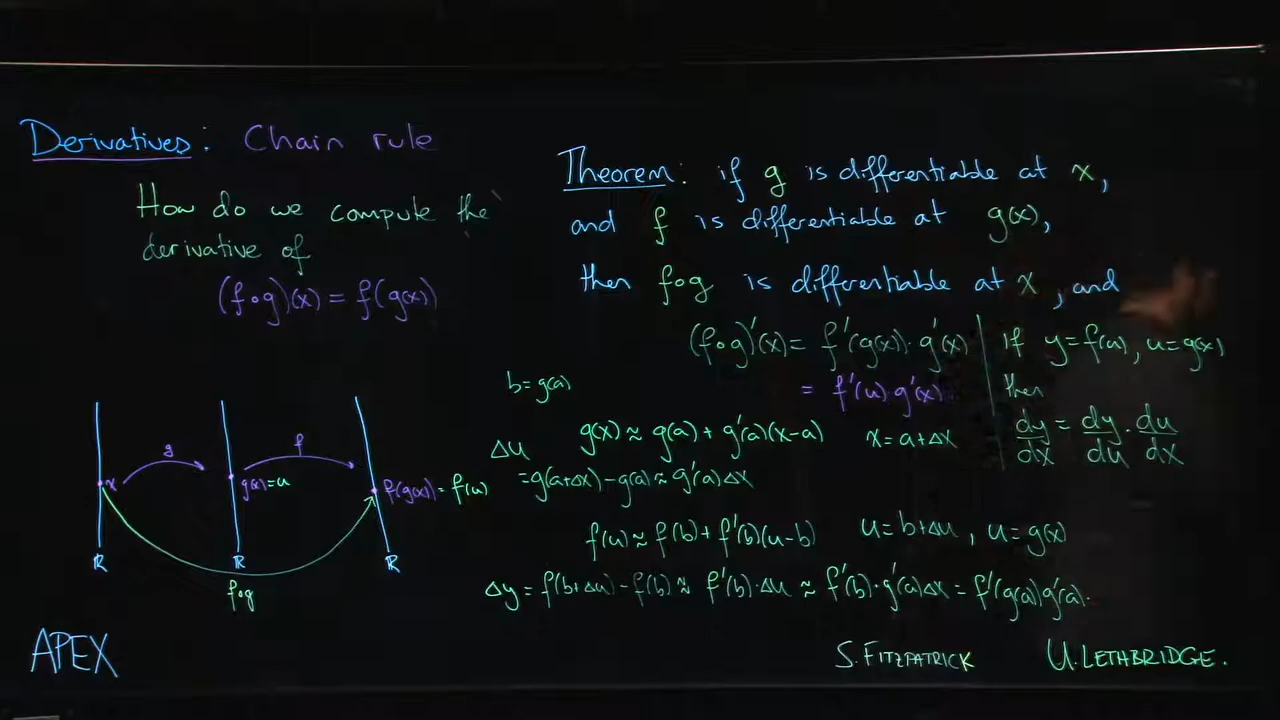 Derivatives: Chain rule
How do we compute the
derivative of
(f∘g)(x) = f(g(x))
g
f
x
g(x)=u
f(g(x)) = f(u)
ℝ
ℝ
ℝ
f∘g
APEX
Theorem: if g is differentiable at x,
and f is differentiable at g(x),
then f∘g is differentiable at x, and
(f∘g)'(x) = f'(g(x))·g'(x)
= f'(u)·g'(x)
if y=f(u), u=g(x)
then
dy/dx = dy/du · du/dx
b=g(a)
g(x) ≈ g(a) + g'(a)(x-a) x=a+Δx
Δu
=g(a+Δx)-g(a) ≈ g'(a)Δx
f(u) ≈ f(b) + f'(b)(u-b) u=b+Δu, u=g(x)
Δy = f(b+Δu)-f(b) ≈ f'(b)·Δu ≈ f'(b)·g'(a)Δx = f'(g(a))g'(a).
S. FITZPATRICK U. LETHBRIDGE.